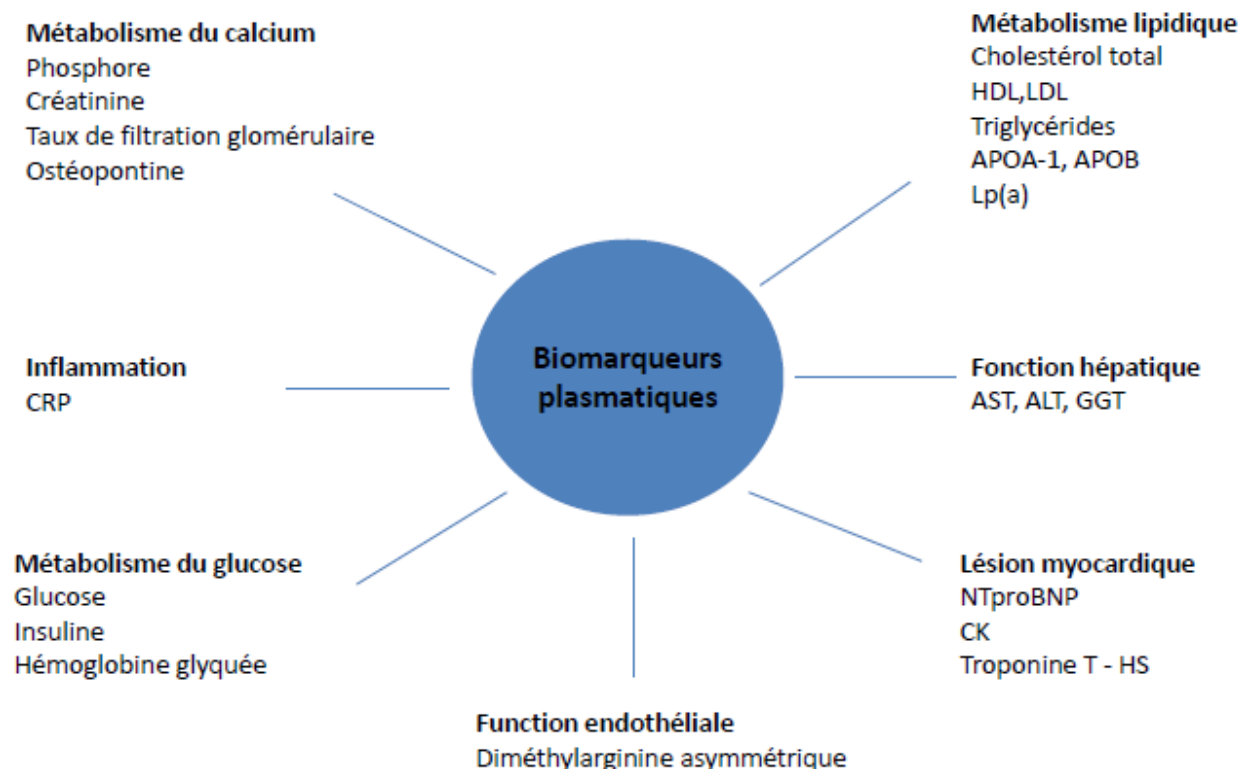 Métabolisme du calcium
Phosphore
Créatinine
Taux de filtration glomérulaire
Ostéopontine
Métabolisme lipidique
Cholestérol total
HDL,LDL
Triglycérides
APOA-1, APOB
Lp(a)
Biomarqueurs
plasmatiques
Inflammation
CRP
Fonction hépatique
AST, ALT, GGT
Métabolisme du glucose
Glucose
Insuline
Hémoglobine glyquée
Lésion myocardique
NTproBNP
CK
Troponine T - HS
Function endothéliale
Diméthylarginine asymmétrique